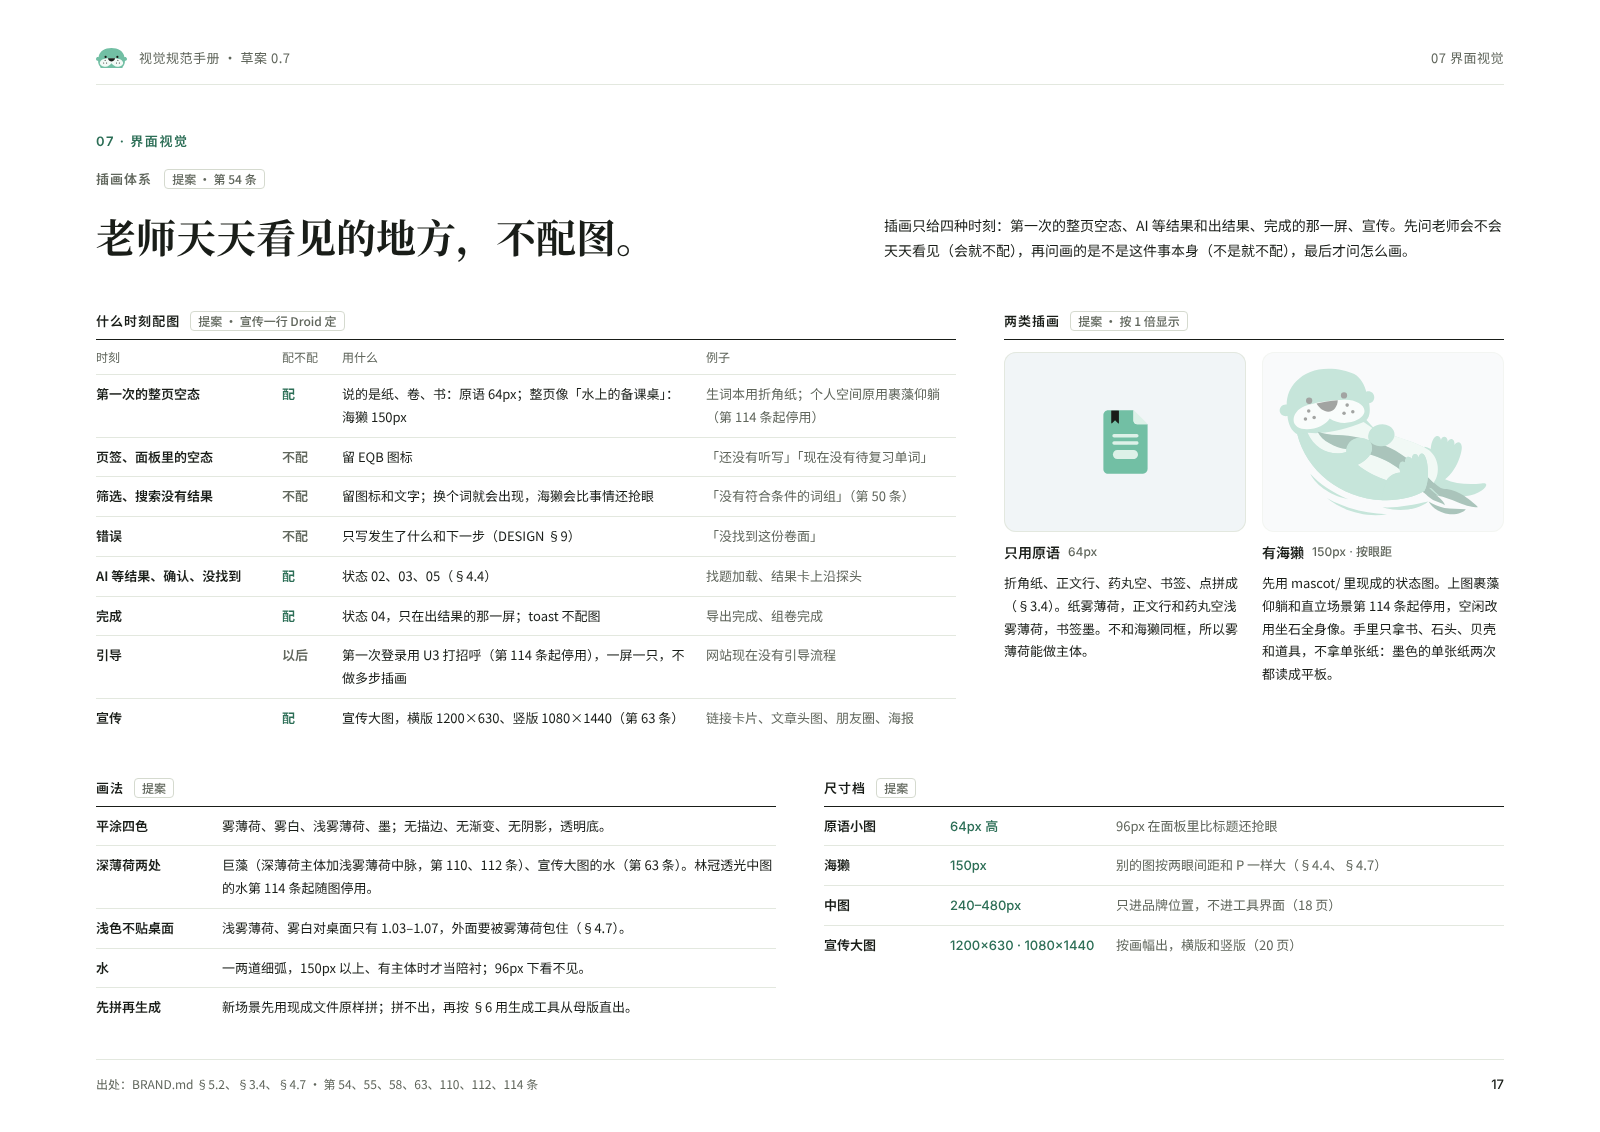 视觉规范手册 · 草案 0.7
07 界面视觉
07 · 界面视觉
插画体系 提案 · 第 54 条
老师天天看见的地方，不配图。
插画只给四种时刻：第一次的整页空态、AI 等结果和出结果、完成的那一屏、宣传。先问老师会不会
天天看见（会就不配），再问画的是不是这件事本身（不是就不配），最后才问怎么画。
什么时刻配图 提案 · 宣传一行 Droid 定
时刻 配不配 用什么 例子
第一次的整页空态 配 说的是纸、卷、书：原语 64px；整页像「水上的备课桌」： 生词本用折角纸；个人空间原用裹藻仰躺
海獭 150px （第 114 条起停用）
页签、面板里的空态 不配 留 EQB 图标 「还没有听写」「现在没有待复习单词」
筛选、搜索没有结果 不配 留图标和文字；换个词就会出现，海獭会比事情还抢眼 「没有符合条件的词组」（第 50 条）
错误 不配 只写发生了什么和下一步（DESIGN §9） 「没找到这份卷面」
AI 等结果、确认、没找到 配 状态 02、03、05（§4.4） 找题加载、结果卡上沿探头
完成 配 状态 04，只在出结果的那一屏；toast 不配图 导出完成、组卷完成
引导 以后 第一次登录用 U3 打招呼（第 114 条起停用），一屏一只，不 网站现在没有引导流程
做多步插画
宣传 配 宣传大图，横版 1200×630、竖版 1080×1440（第 63 条） 链接卡片、文章头图、朋友圈、海报
两类插画 提案 · 按 1 倍显示
只用原语 64px
折角纸、正文行、药丸空、书签、点拼成
（§3.4）。纸雾薄荷，正文行和药丸空浅
雾薄荷，书签墨。不和海獭同框，所以雾
薄荷能做主体。
有海獭 150px · 按眼距
先用 mascot/ 里现成的状态图。上图裹藻
仰躺和直立场景第 114 条起停用，空闲改
用坐石全身像。手里只拿书、石头、贝壳
和道具，不拿单张纸：墨色的单张纸两次
都读成平板。
画法 提案
平涂四色 雾薄荷、雾白、浅雾薄荷、墨；无描边、无渐变、无阴影，透明底。
深薄荷两处 巨藻（深薄荷主体加浅雾薄荷中脉，第 110、112 条）、宣传大图的水（第 63 条）。林冠透光中图
的水第 114 条起随图停用。
浅色不贴桌面 浅雾薄荷、雾白对桌面只有 1.03–1.07，外面要被雾薄荷包住（§4.7）。
水 一两道细弧，150px 以上、有主体时才当陪衬；96px 下看不见。
先拼再生成 新场景先用现成文件原样拼；拼不出，再按 §6 用生成工具从母版直出。
尺寸档 提案
原语小图 64px 高 96px 在面板里比标题还抢眼
海獭 150px 别的图按两眼间距和 P 一样大（§4.4、§4.7）
中图 240–480px 只进品牌位置，不进工具界面（18 页）
宣传大图 1200×630 · 1080×1440 按画幅出，横版和竖版（20 页）
出处：BRAND.md §5.2、§3.4、§4.7 · 第 54、55、58、63、110、112、114 条
17